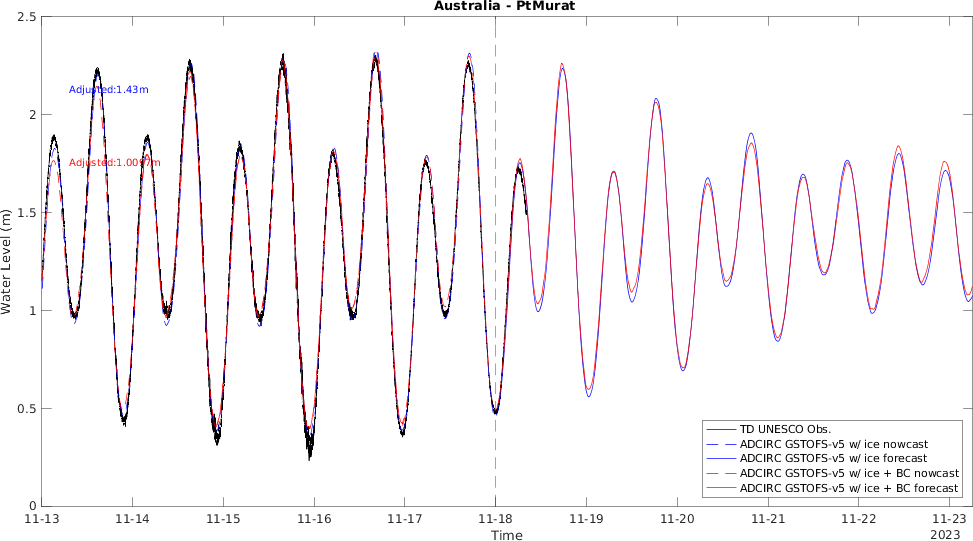 Australia - PtMurat
2.5
2
1.5
1
0.5
0
Water Level (m)
Adjusted:1.43m
Adjusted:1.0097m
TD UNESCO Obs.
ADCIRC GSTOFS-v5 w/ ice nowcast
ADCIRC GSTOFS-v5 w/ ice forecast
ADCIRC GSTOFS-v5 w/ ice + BC nowcast
ADCIRC GSTOFS-v5 w/ ice + BC forecast
11-13 11-14 11-15 11-16 11-17 11-18 11-19 11-20 11-21 11-22 11-23
Time
2023